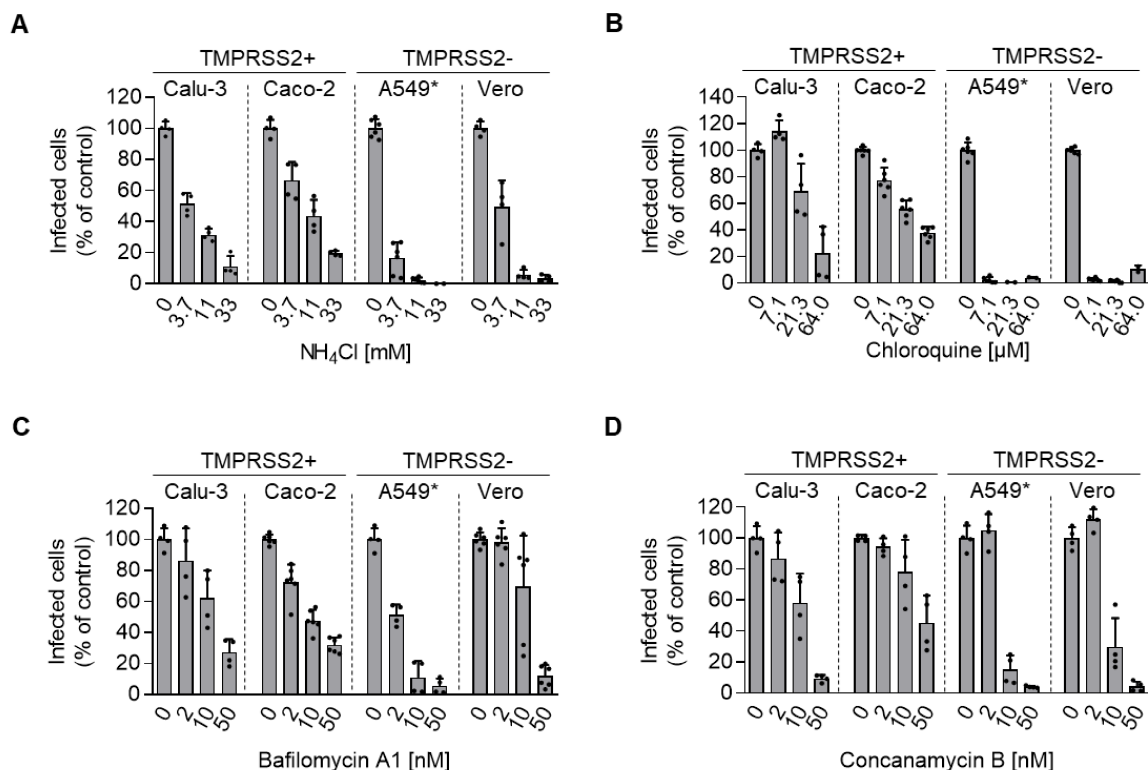 A
TMPRSS2+ TMPRSS2-
Calu-3 Caco-2 A549* Vero
120
100
80
60
40
20
0
Infected cells
(% of control)
0 3.7 11 33 0 3.7 11 33 0 3.7 11 33 0 3.7 11 33
NH₄Cl [mM]
B
TMPRSS2+ TMPRSS2-
Calu-3 Caco-2 A549* Vero
140
120
100
80
60
40
20
0
Infected cells
(% of control)
0 7.1 21.3 64.0 0 7.1 21.3 64.0 0 7.1 21.3 64.0 0 7.1 21.3 64.0
Chloroquine [µM]
C
TMPRSS2+ TMPRSS2-
Calu-3 Caco-2 A549* Vero
120
100
80
60
40
20
0
Infected cells
(% of control)
0 2 10 50 0 2 10 50 0 2 10 50 0 2 10 50
Bafilomycin A1 [nM]
D
TMPRSS2+ TMPRSS2-
Calu-3 Caco-2 A549* Vero
120
100
80
60
40
20
0
Infected cells
(% of control)
0 2 10 50 0 2 10 50 0 2 10 50 0 2 10 50
Concanamycin B [nM]